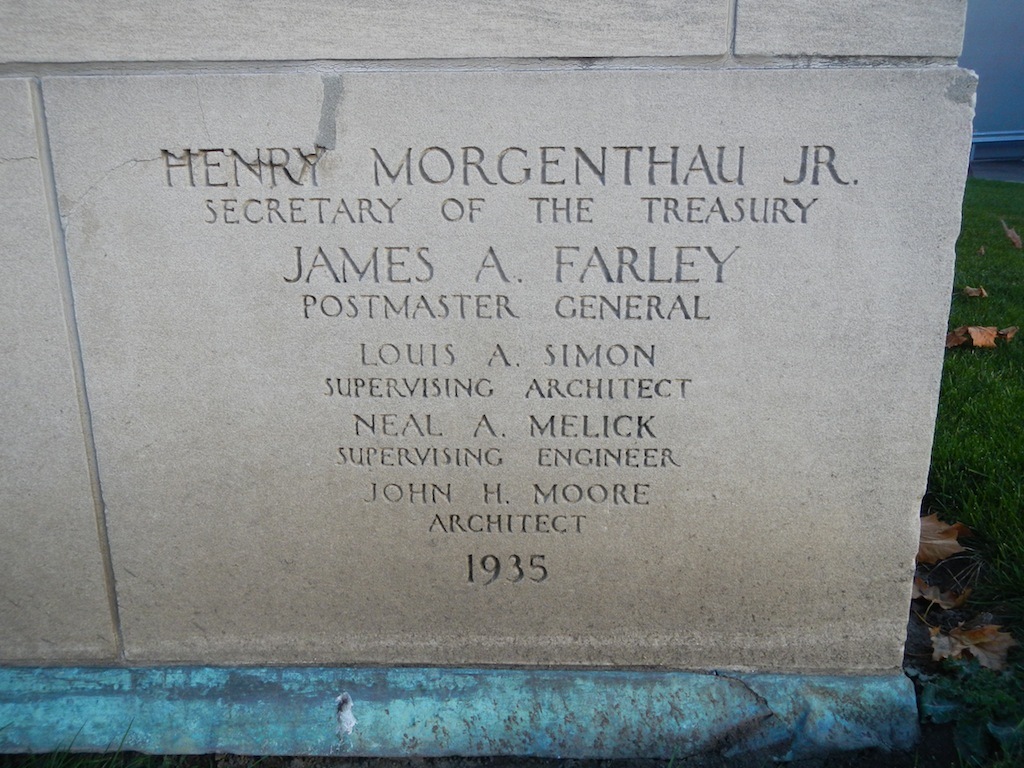 HENRY MORGENTHAU JR.
SECRETARY OF THE TREASURY
JAMES A. FARLEY
POSTMASTER GENERAL
LOUIS A. SIMON
SUPERVISING ARCHITECT
NEAL A. MELICK
SUPERVISING ENGINEER
JOHN H. MOORE
ARCHITECT
1935